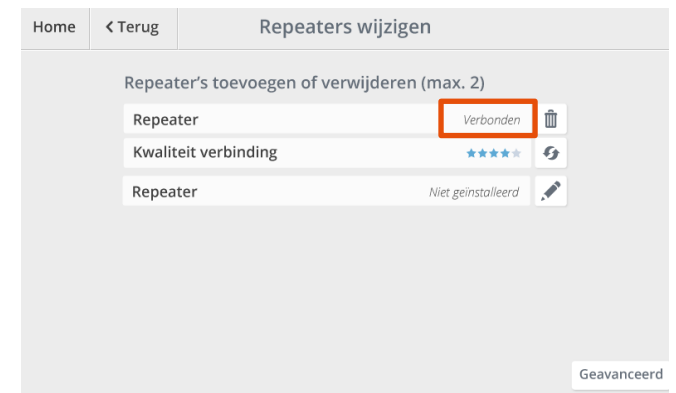 Home
Terug
Repeaters wijzigen
Repeater's toevoegen of verwijderen (max. 2)
Repeater Verbonden
Kwaliteit verbinding
Repeater Niet geïnstalleerd
Geavanceerd